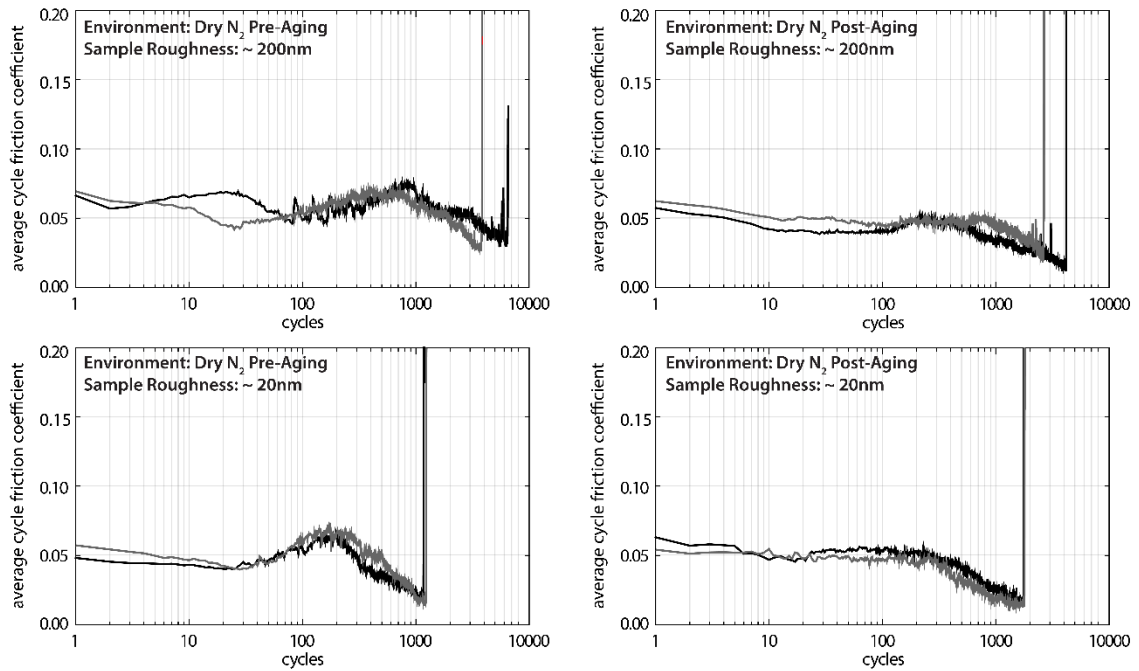 Environment: Dry N₂ Pre-Aging
Sample Roughness: ~ 200nm
average cycle friction coefficient
0.20
0.15
0.10
0.05
0.00
1
10
100
1000
10000
cycles
Environment: Dry N₂ Post-Aging
Sample Roughness: ~ 200nm
average cycle friction coefficient
0.20
0.15
0.10
0.05
0.00
1
10
100
1000
10000
cycles
Environment: Dry N₂ Pre-Aging
Sample Roughness: ~ 20nm
average cycle friction coefficient
0.20
0.15
0.10
0.05
0.00
1
10
100
1000
10000
cycles
Environment: Dry N₂ Post-Aging
Sample Roughness: ~ 20nm
average cycle friction coefficient
0.20
0.15
0.10
0.05
0.00
1
10
100
1000
10000
cycles